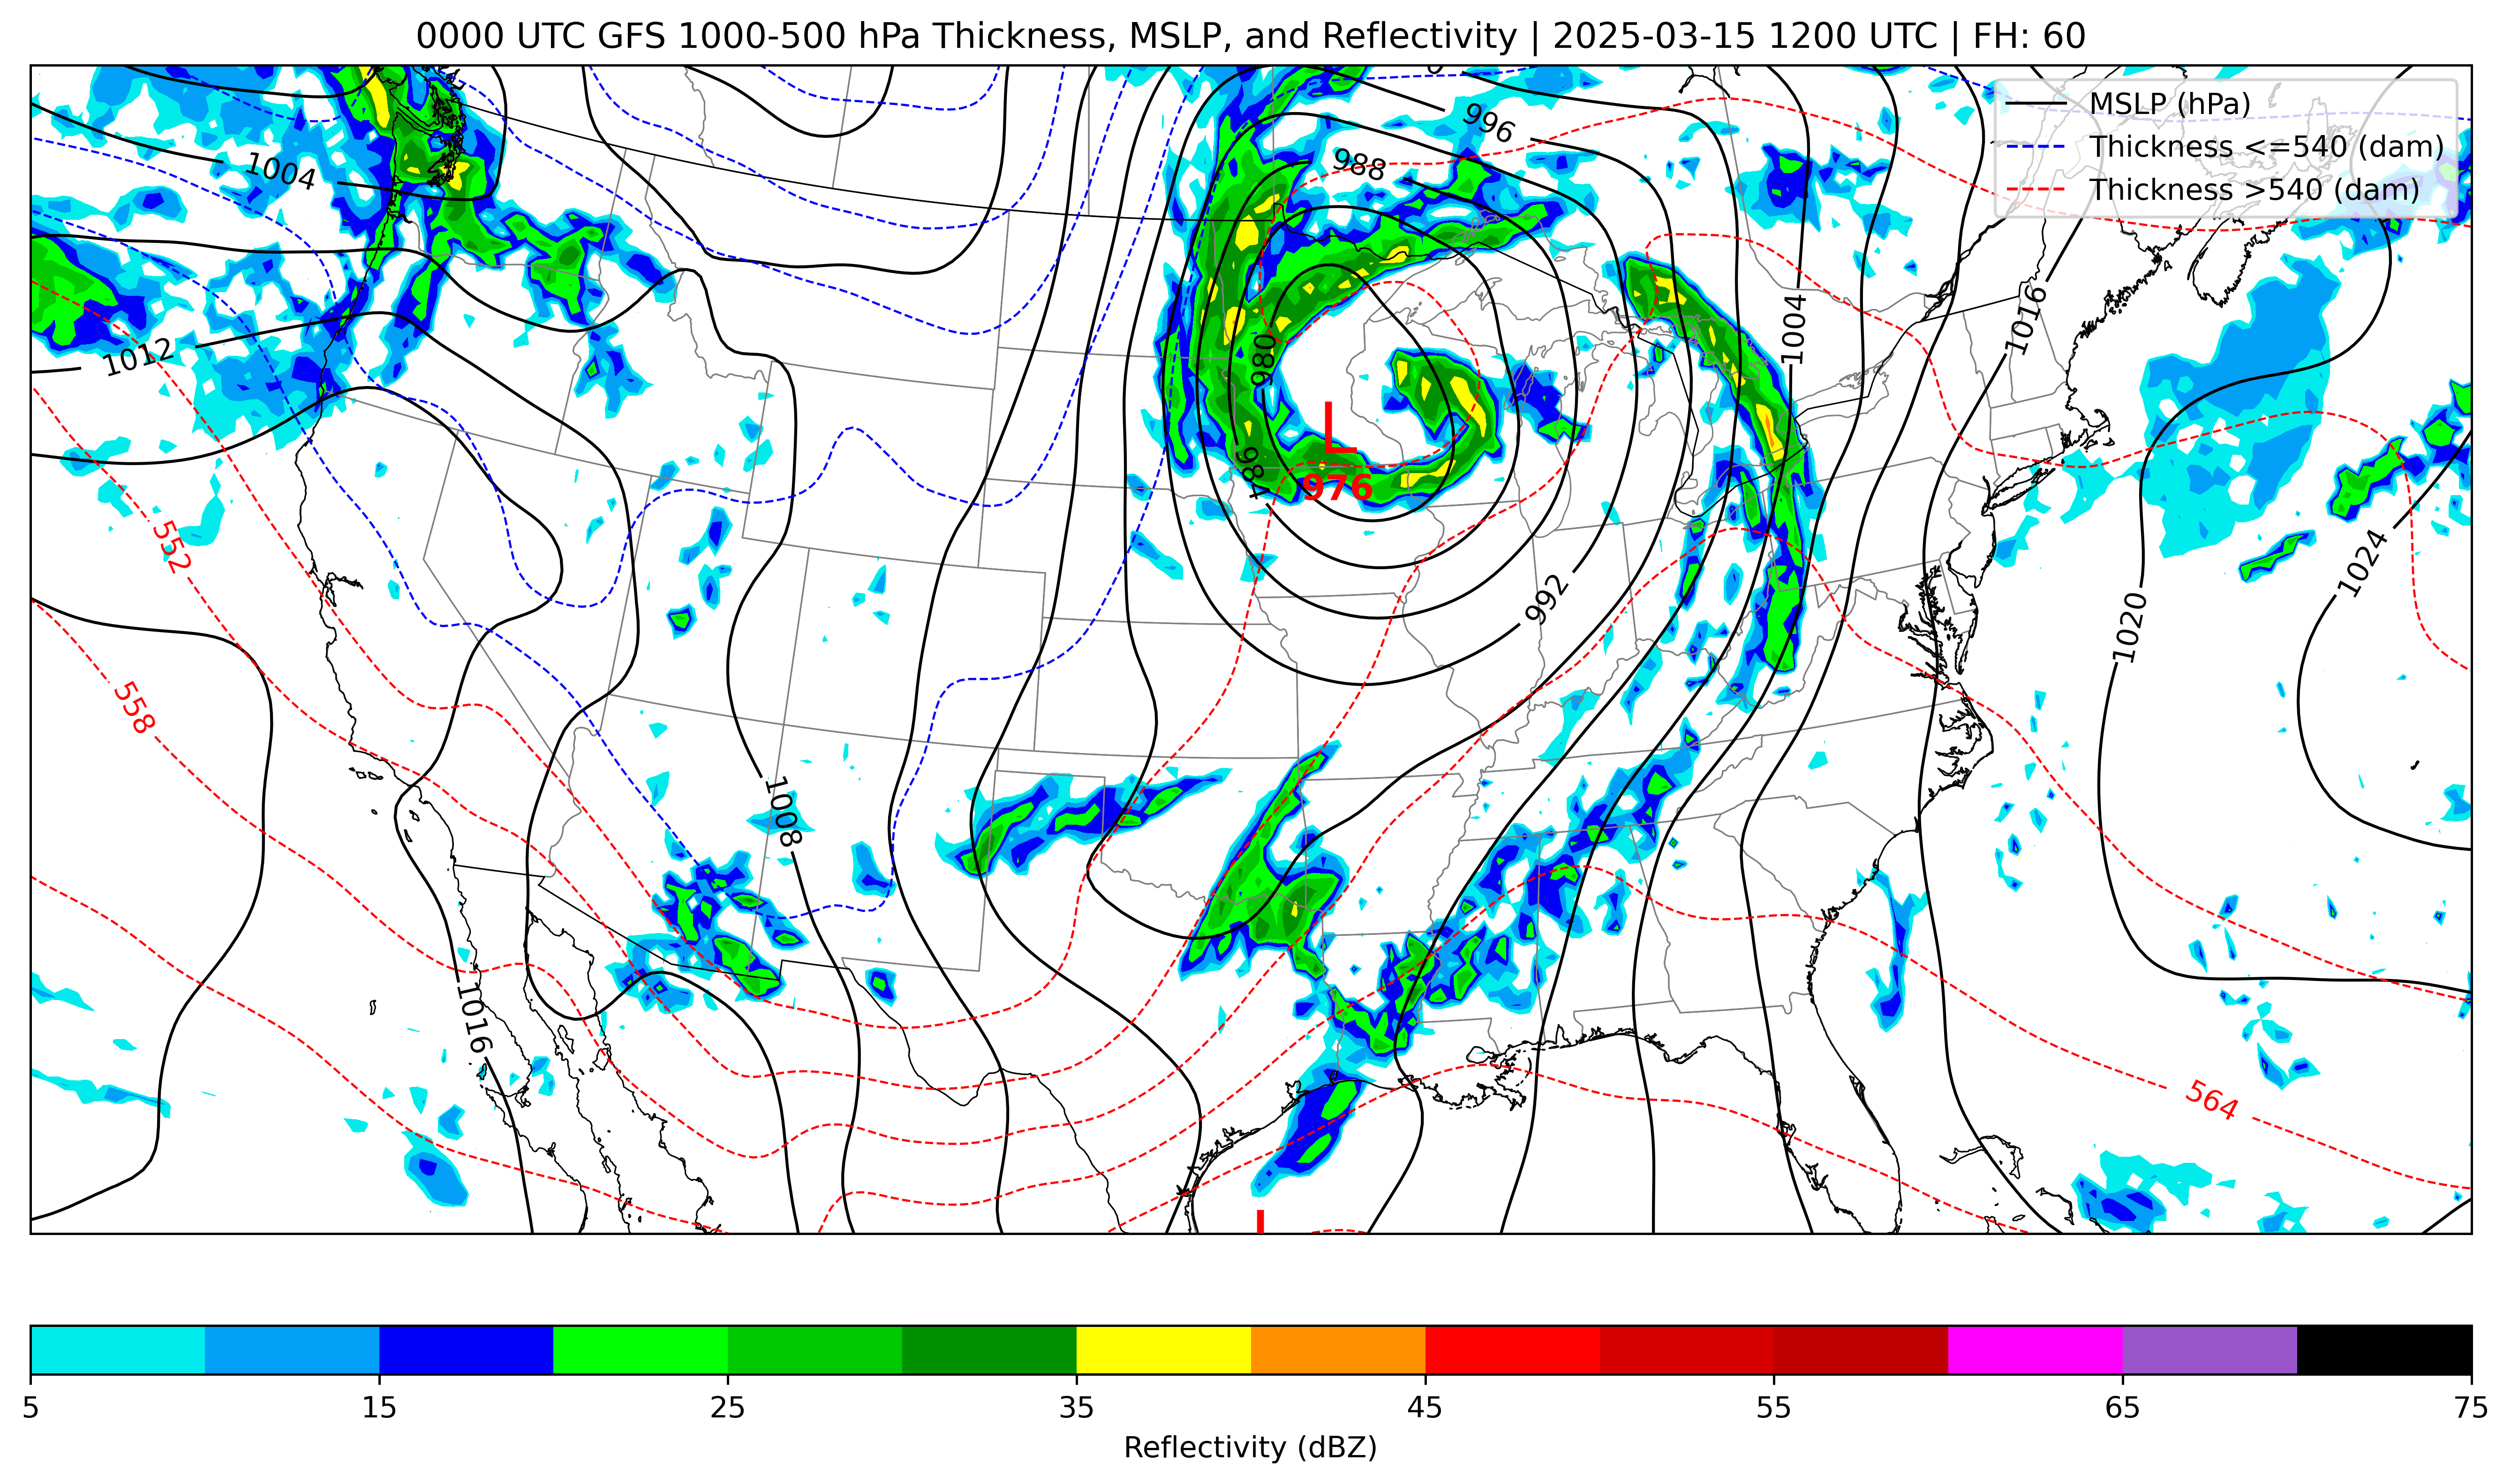 0000 UTC GFS 1000-500 hPa Thickness, MSLP, and Reflectivity | 2025-03-15 1200 UTC | FH: 60
MSLP (hPa)
Thickness <=540 (dam)
Thickness >540 (dam)
996
988
1004
1016
1004
1012
980
L
976
984
552
1024
992
1020
558
1008
1016
564
5 15 25 35 45 55 65 75
Reflectivity (dBZ)